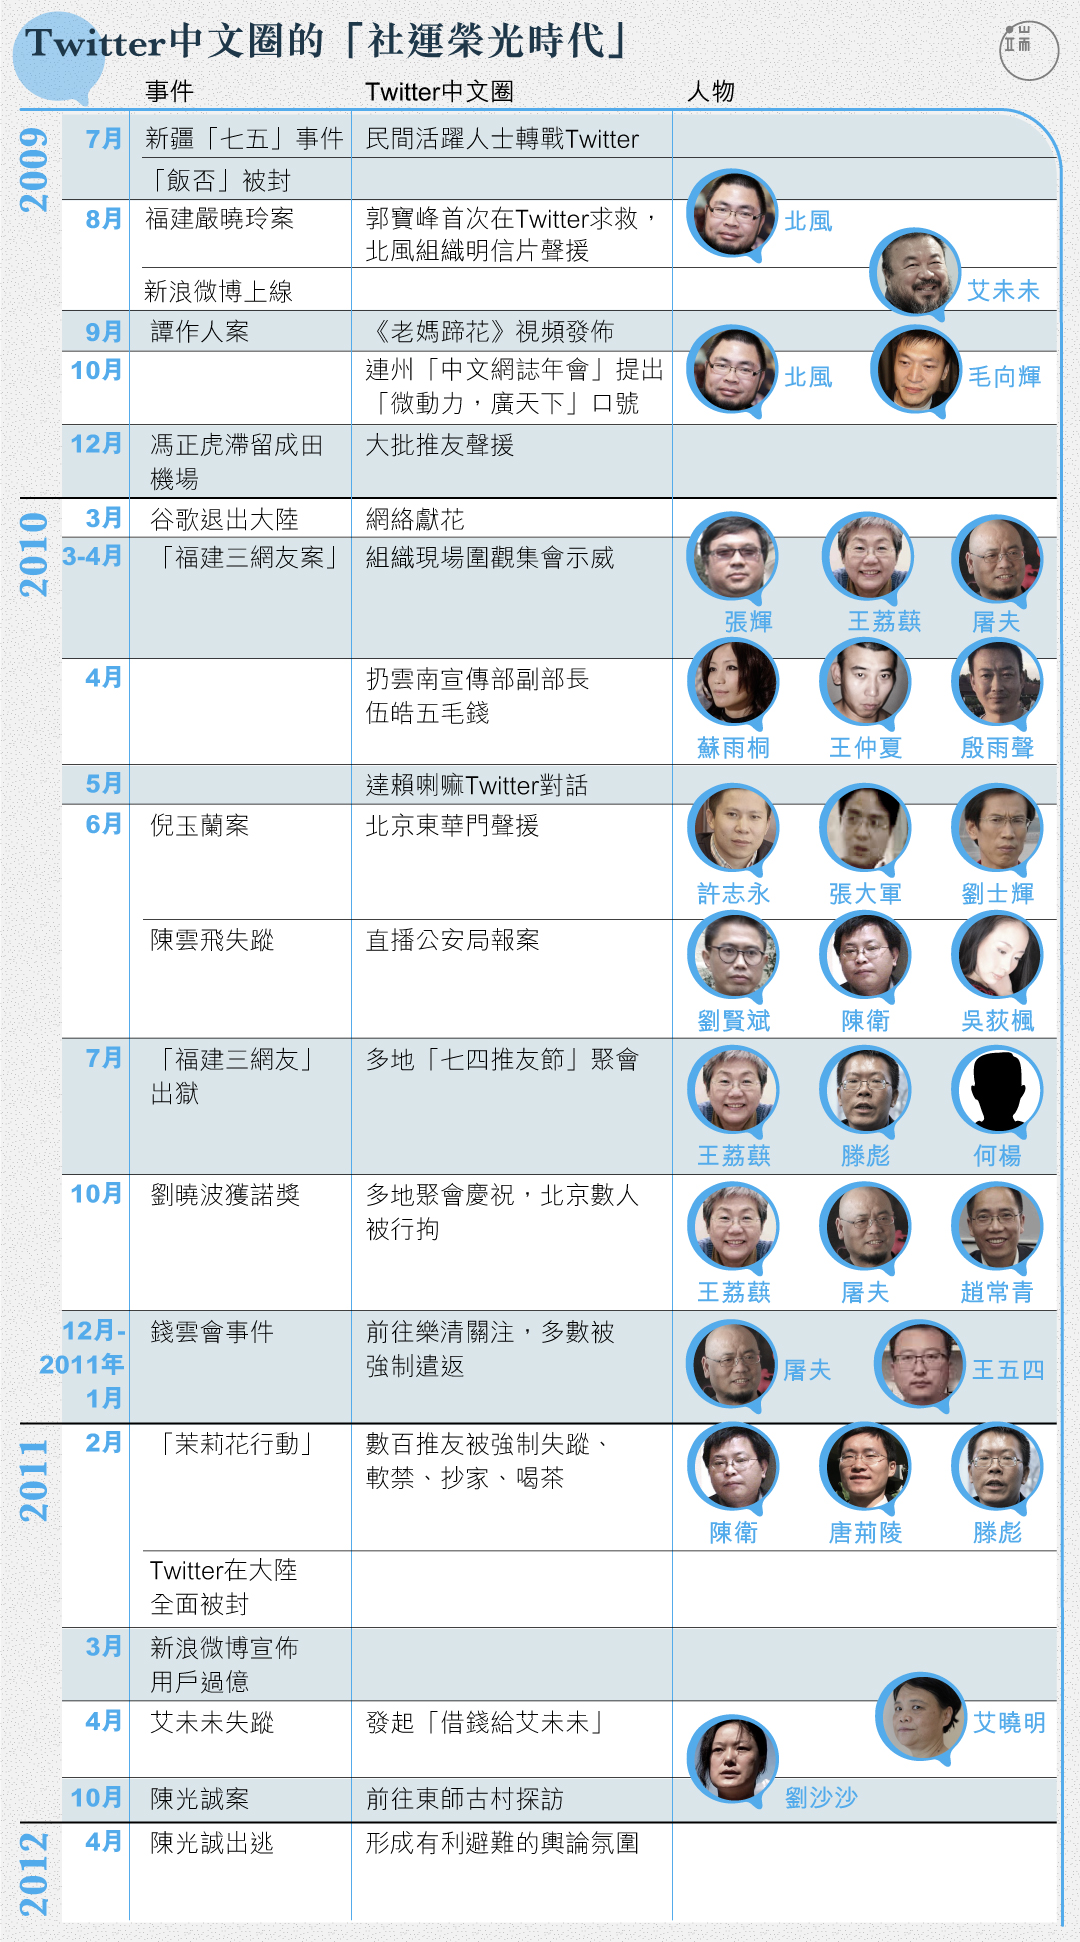 Twitter中文圈的「社運榮光時代」
端
事件 Twitter中文圈 人物
2009
7月 新疆「七五」事件 民間活躍人士轉戰Twitter
「飯否」被封
8月 福建嚴曉玲案 郭寶峰首次在Twitter求救，
北風組織明信片聲援
北風
新浪微博上線
艾未未
9月 譚作人案 《老媽蹄花》視頻發佈
10月 連州「中文網誌年會」提出
「微動力，廣天下」口號
北風 毛向輝
12月 馮正虎滯留成田 大批推友聲援
機場
2010
3月 谷歌退出大陸 網絡獻花
3-4月 「福建三網友案」 組織現場圍觀集會示威
張輝 王荔蕻 屠夫
4月 扔雲南宣傳部副部長
伍皓五毛錢
蘇雨桐 王仲夏 殷雨聲
5月 達賴喇嘛Twitter對話
6月 倪玉蘭案 北京東華門聲援
許志永 張大軍 劉士輝
陳雲飛失蹤 直播公安局報案
劉賢斌 陳衛 吳荻楓
7月 「福建三網友」 多地「七四推友節」聚會
出獄
王荔蕻 滕彪 何楊
10月 劉曉波獲諾獎 多地聚會慶祝，北京數人
被行拘
王荔蕻 屠夫 趙常青
12月- 錢雲會事件 前往樂清關注，多數被
2011年 強制遣返
1月
屠夫 王五四
2011
2月 「茉莉花行動」 數百推友被強制失蹤、
軟禁、抄家、喝茶
陳衛 唐荊陵 滕彪
Twitter在大陸
全面被封
3月 新浪微博宣佈
用戶過億
4月 艾未未失蹤 發起「借錢給艾未未」
艾曉明
10月 陳光誠案 前往東師古村探訪
劉沙沙
2012
4月 陳光誠出逃 形成有利避難的輿論氛圍